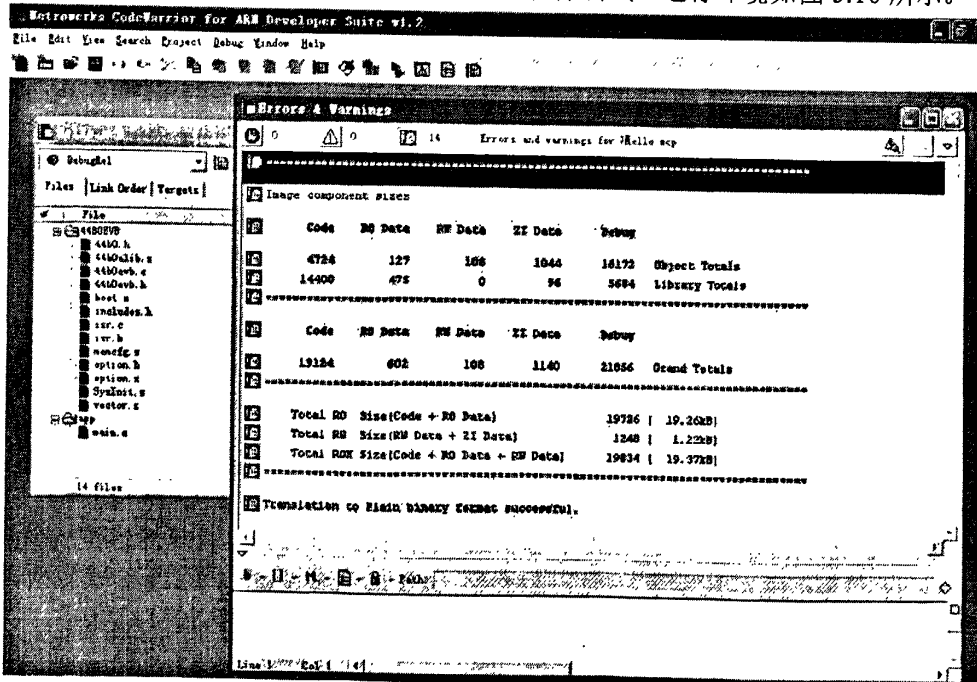 所示。
Metrowerks CodeWarrior for ARM Developer Suite v1.2
File Edit View Search Project Debug Window Help
Errors & Warnings
0 0 14 Errors and warnings for Hello mcp
DebugRel
Files Link Order Targets
File
44B0EVB
44b0.h
44b0slib.s
44b0evb.c
44b0evb.h
boot.s
includes.h
isr.c
isr.h
memcfg.s
option.h
option.s
SysInit.s
vector.s
app
main.c
14 files
Image component sizes
Code RO Data RW Data ZI Data Debug
4724 127 108 1044 16172 Object Totals
14400 475 0 96 5684 Library Totals
Code RO Data RW Data ZI Data Debug
19124 602 108 1140 21856 Grand Totals
Total RO Size(Code + RO Data) 19726 ( 19.26kB)
Total RW Size(RW Data + ZI Data) 1248 ( 1.22kB)
Total ROM Size(Code + RO Data + RW Data) 19834 ( 19.37kB)
Translation to Plain binary format successful.
Path:
Line 1 Col 1